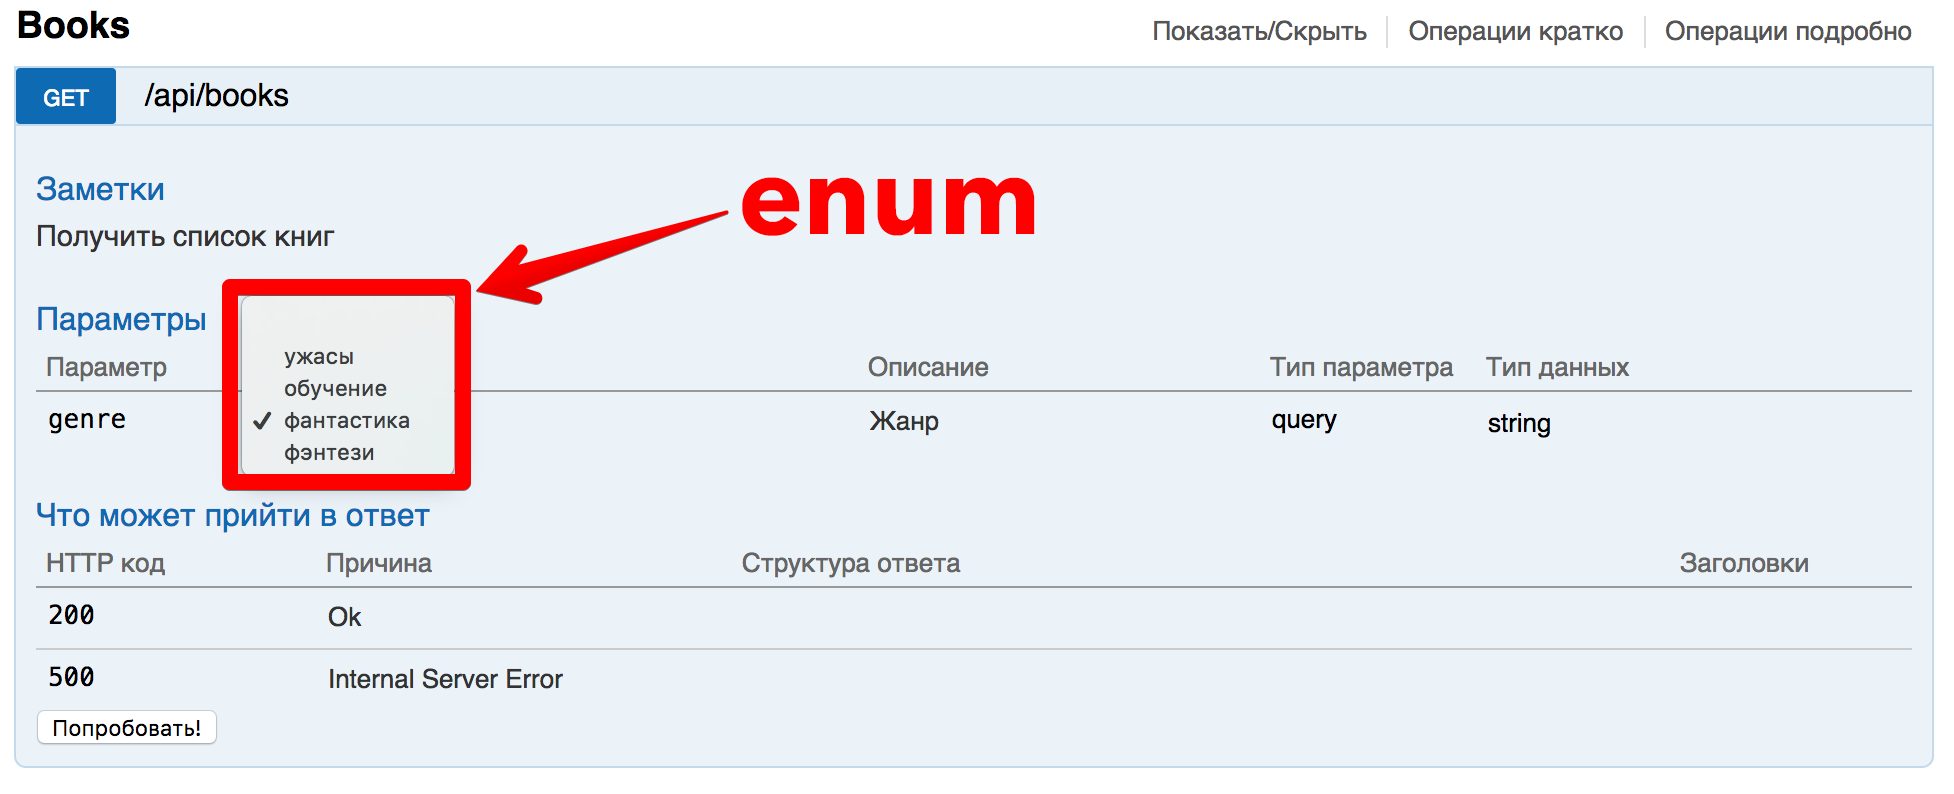 Books
Показать/Скрыть
Операции кратко
Операции подробно
GET
/api/books
Заметки
Получить список книг
enum
Параметры
Параметр
Описание
Тип параметра
Тип данных
genre
ужасы
обучение
✓ фантастика
фэнтези
Жанр
query
string
Что может прийти в ответ
HTTP код
Причина
Структура ответа
Заголовки
200
Ok
500
Internal Server Error
Попробовать!